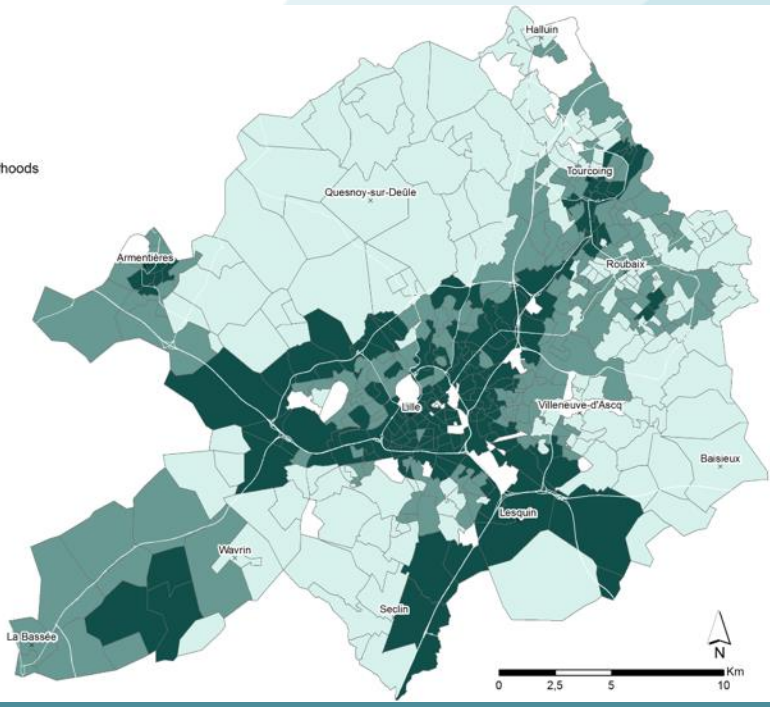 Halluin
hoods
Tourcoing
Quesnoy-sur-Deûle
Armentières
Roubaix
Lille
Villeneuve-d'Ascq
Baisieux
Lesquin
Wavrin
Seclin
La Bassée
N
Km
0 2,5 5 10